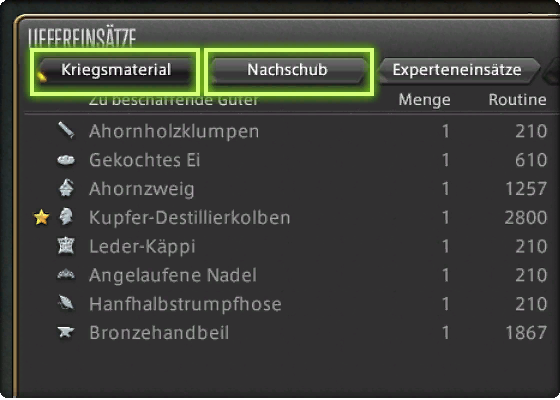 LIEFEREINSÄTZE
Kriegsmaterial Nachschub Experteneinsätze
Zu beschaffende Güter Menge Routine
Ahornholzklumpen 1 210
Gekochtes Ei 1 610
Ahornzweig 1 1257
Kupfer-Destillierkolben 1 2800
Leder-Käppi 1 210
Angelaufene Nadel 1 210
Hanfhalbstrumpfhose 1 210
Bronzehandbeil 1 1867